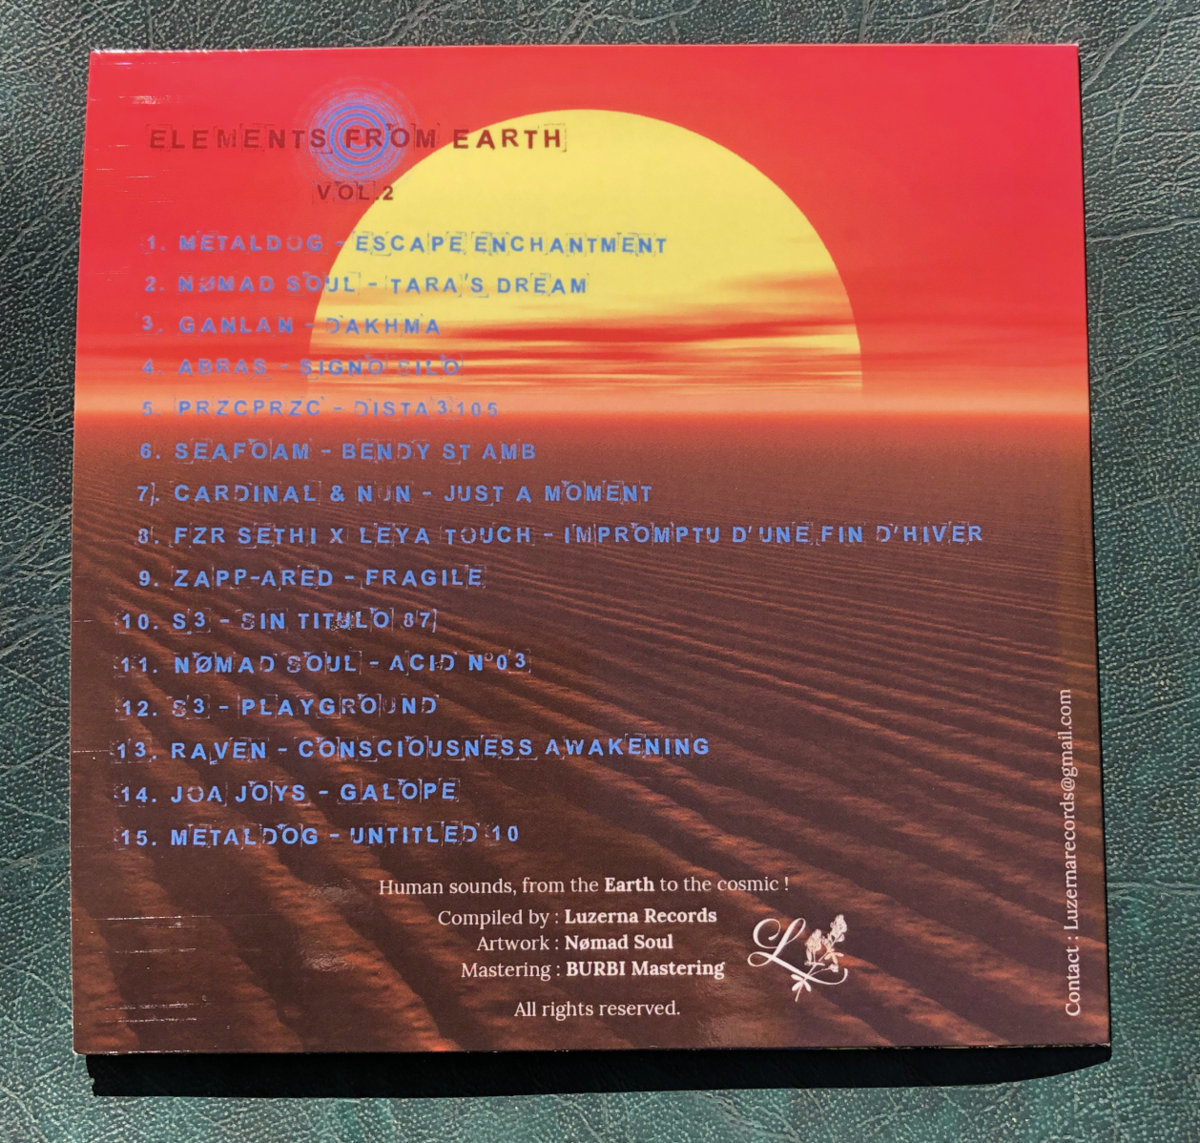 ELEMENTS FROM EARTH
VOL.2
1. METALDOG - ESCAPE ENCHANTMENT
2. NØMAD SOUL - TARA'S DREAM
3. GANLAN - DAKHMA
4. ABRAS - SIGNO SILO
5. PRZCPRZC - DISTA 3.105
6. SEAFOAM - BENDY ST AMB
7. CARDINAL & NUN - JUST A MOMENT
8. FZR SETHI X LEYA TOUCH - IMPROMPTU D'UNE FIN D'HIVER
9. ZAPP-ARED - FRAGILE
10. S3 - SIN TITULO 87
11. NØMAD SOUL - ACID N°03
12. S3 - PLAYGROUND
13. RAVEN - CONSCIOUSNESS AWAKENING
14. JOA JOYS - GALOPE
15. METALDOG - UNTITLED 10
Human sounds, from the Earth to the cosmic !
Compiled by : Luzerna Records
Artwork : Nømad Soul
Mastering : BURBI Mastering
L
All rights reserved.
Contact : Luzernarecords@gmail.com